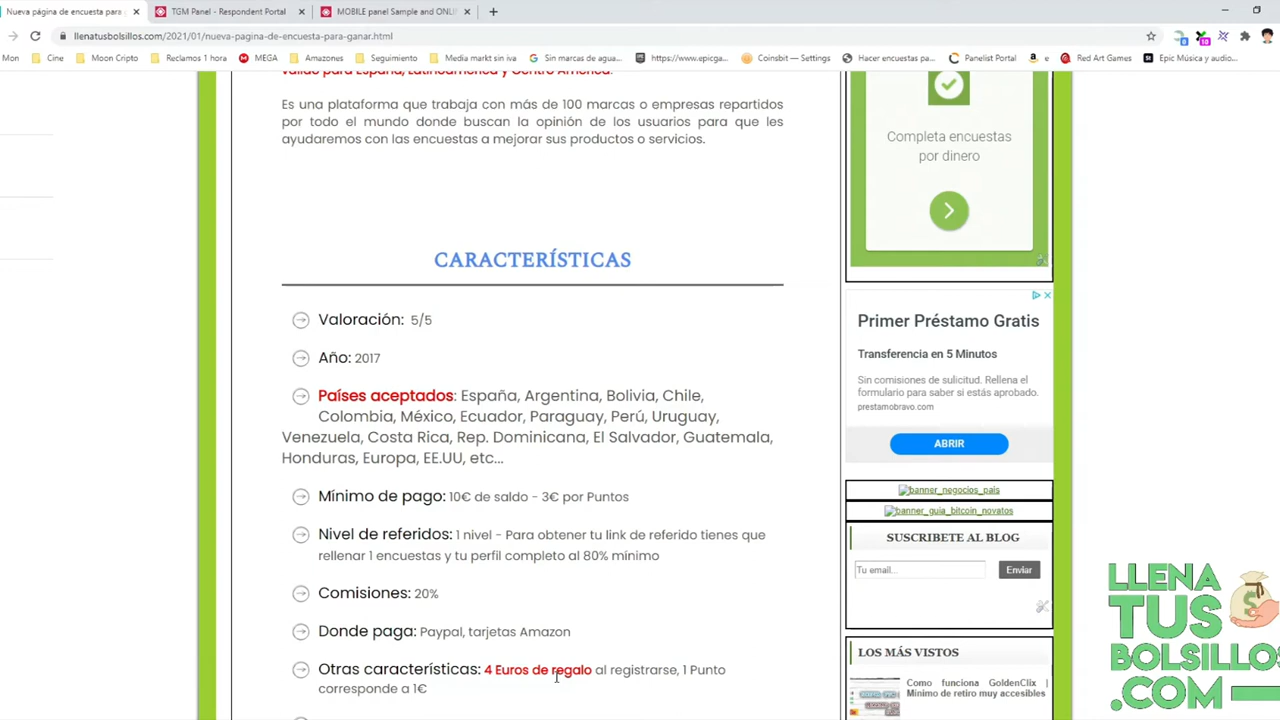 Nueva página de encuesta para
TGM Panel - Respondent Portal
MOBILE panel Sample and ONLI
llenatusbolsillos.com/2021/01/nueva-pagina-de-encuesta-para-ganar.html
Mon
Cine
Moon Cripto
Reclamos 1 hora
MEGA
Amazones
Seguimiento
Media markt sin iva
Sin marcas de agua...
https://www.epicga...
Coinsbit — Settings
Hacer encuestas pa...
Panelist Portal
e
Red Art Games
Epic Música y audio...
Válido para España, Latinoamérica y Centro América.
Es una plataforma que trabaja con más de 100 marcas o empresas repartidos
por todo el mundo donde buscan la opinión de los usuarios para que les
ayudaremos con las encuestas a mejorar sus productos o servicios.
CARACTERÍSTICAS
Valoración: 5/5
Año: 2017
Países aceptados: España, Argentina, Bolivia, Chile,
Colombia, México, Ecuador, Paraguay, Perú, Uruguay,
Venezuela, Costa Rica, Rep. Dominicana, El Salvador, Guatemala,
Honduras, Europa, EE.UU, etc...
Mínimo de pago: 10€ de saldo - 3€ por Puntos
Nivel de referidos: 1 nivel - Para obtener tu link de referido tienes que
rellenar 1 encuestas y tu perfil completo al 80% mínimo
Comisiones: 20%
Donde paga: Paypal, tarjetas Amazon
Otras características: 4 Euros de regalo al registrarse, 1 Punto
corresponde a 1€
Completa encuestas
por dinero
Primer Préstamo Gratis
Transferencia en 5 Minutos
Sin comisiones de sulicitud. Rellena el
formulario para saber si estás aprobado.
prestamobravo.com
ABRIR
banner_negocios_pais
banner_guia_bitcoin_novatos
SUSCRIBETE AL BLOG
Tu email...
Enviar
LOS MÁS VISTOS
Como funciona GoldenClix |
Minimo de retiro muy accesibles
LLENA
TUS
BOLSILLOS
.COM